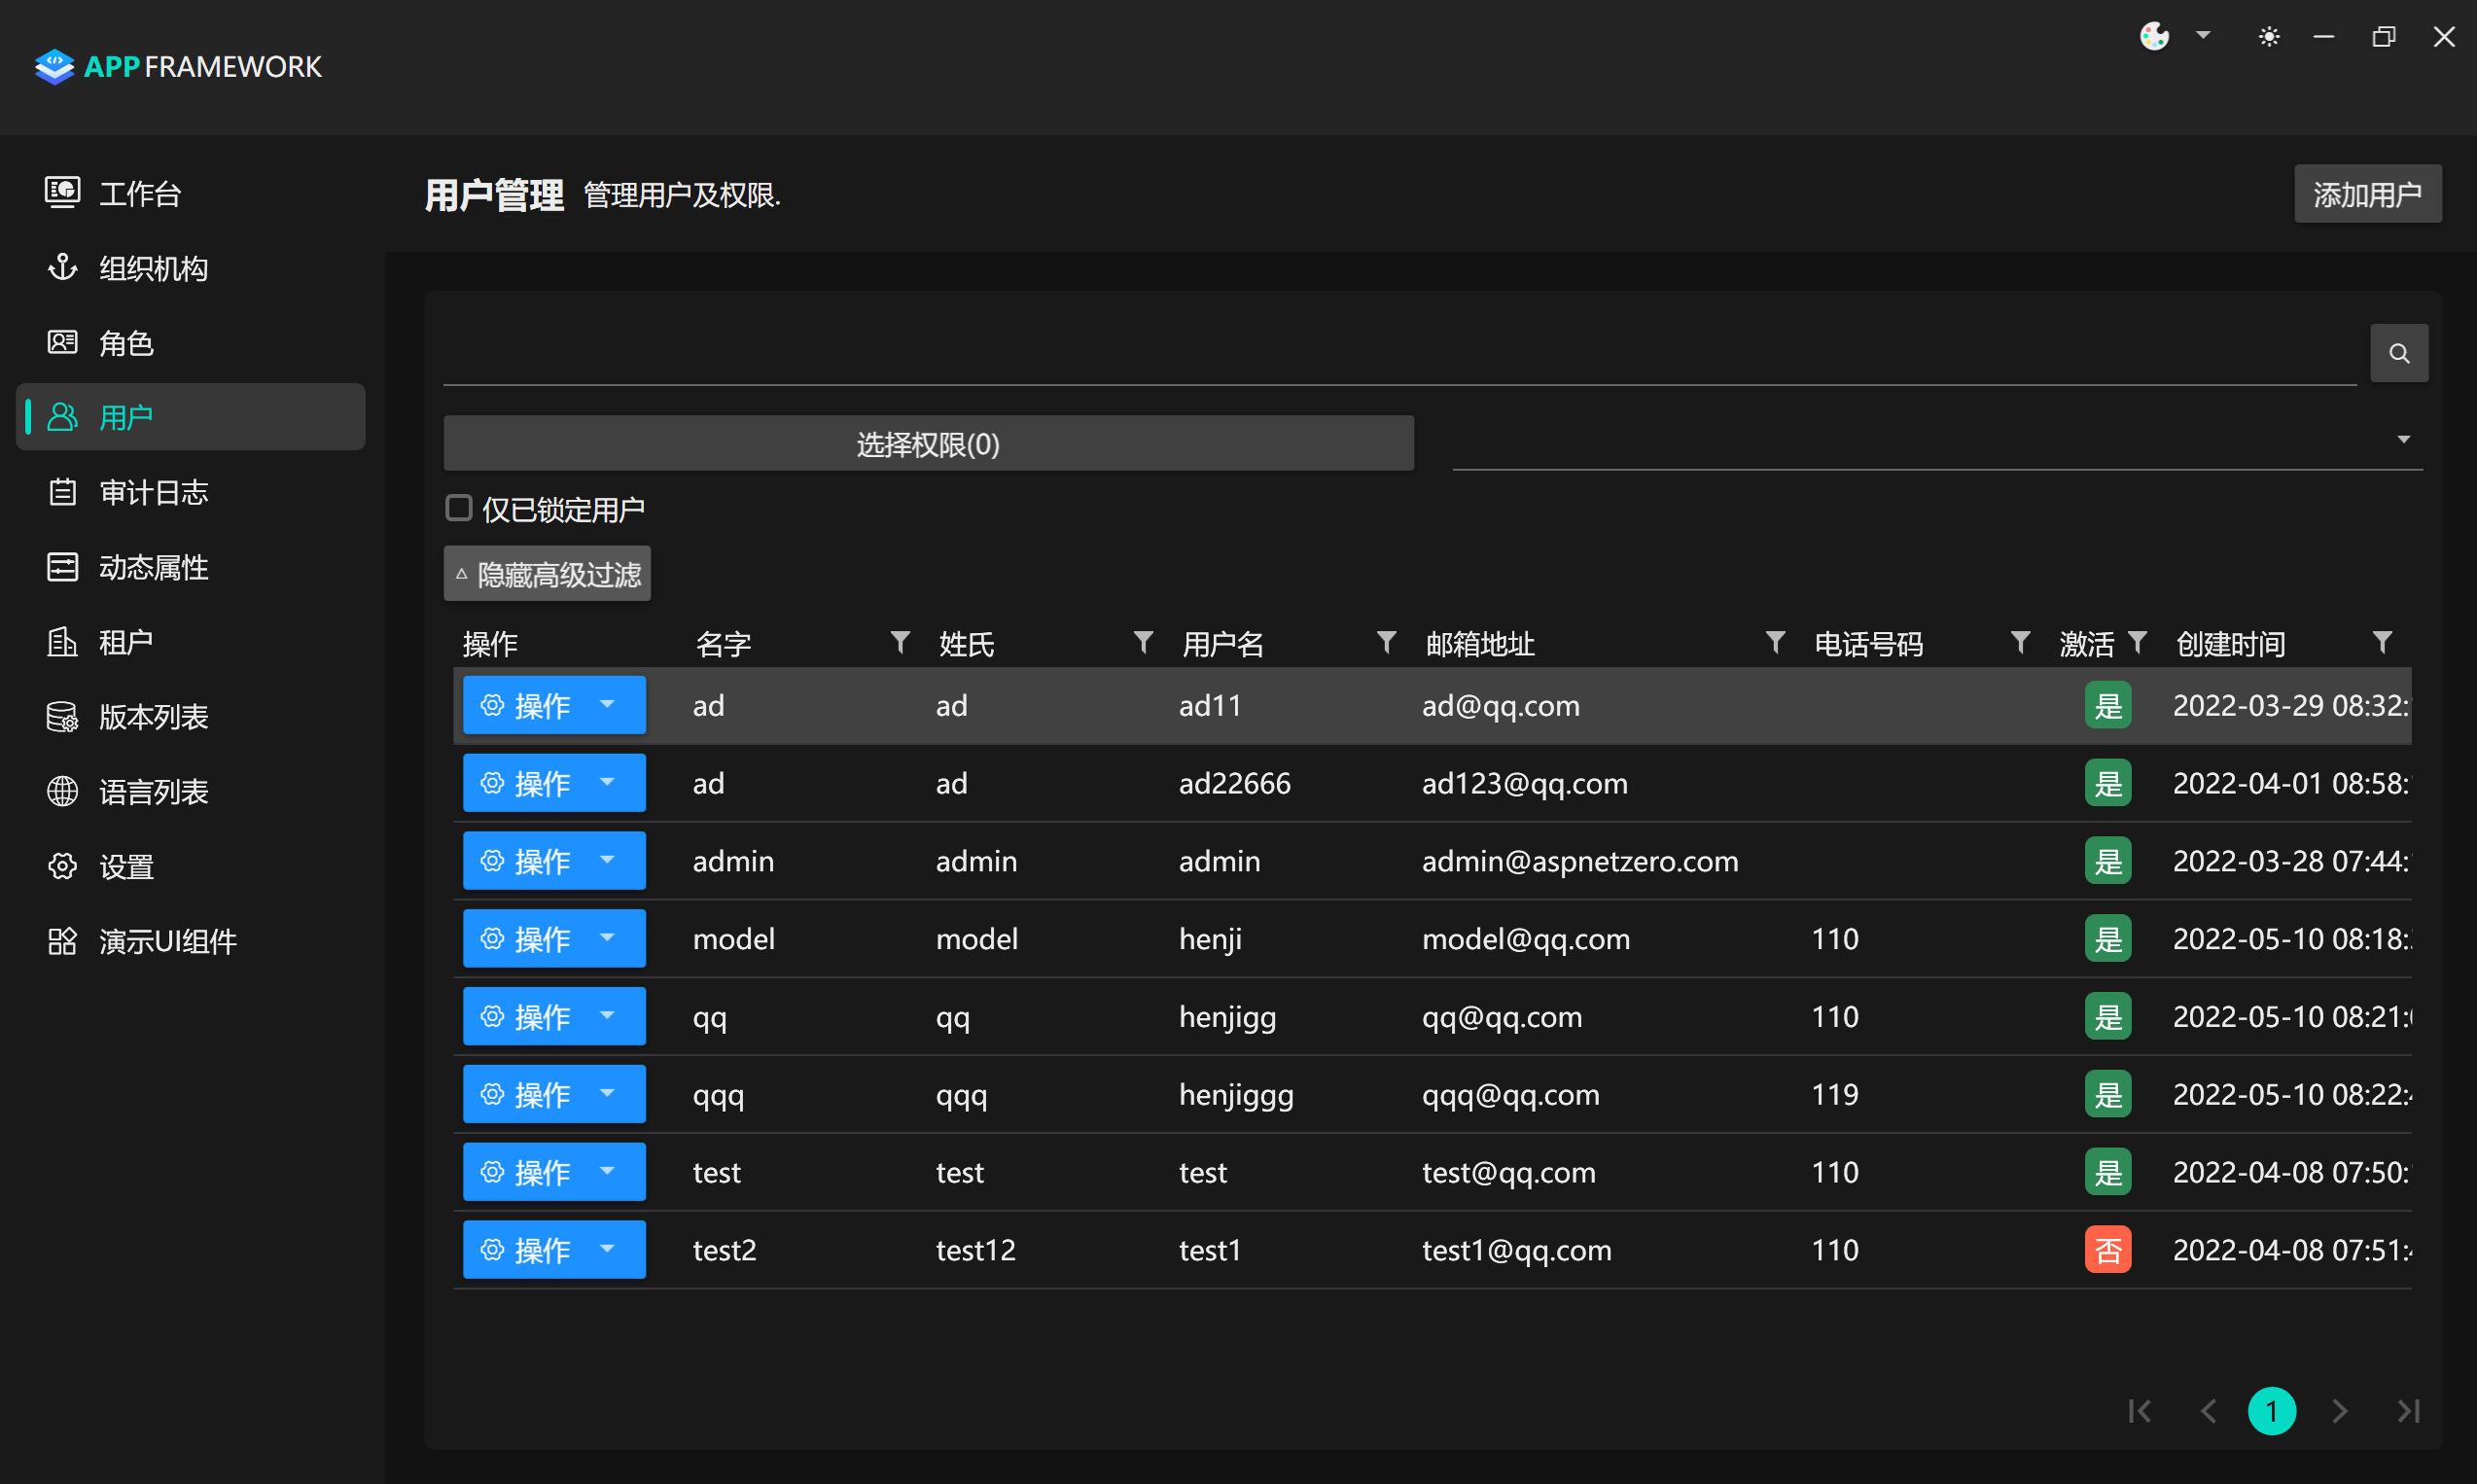 APP FRAMEWORK
工作台
组织机构
角色
用户
审计日志
动态属性
租户
版本列表
语言列表
设置
演示UI组件
用户管理 管理用户及权限.
添加用户
选择权限(0)
仅已锁定用户
隐藏高级过滤
操作 名字 姓氏 用户名 邮箱地址 电话号码 激活 创建时间
操作 ad ad ad11 ad@qq.com 是 2022-03-29 08:32:
操作 ad ad ad22666 ad123@qq.com 是 2022-04-01 08:58:
操作 admin admin admin admin@aspnetzero.com 是 2022-03-28 07:44:
操作 model model henji model@qq.com 110 是 2022-05-10 08:18:
操作 qq qq henjigg qq@qq.com 110 是 2022-05-10 08:21:
操作 qqq qqq henjiggg qqq@qq.com 119 是 2022-05-10 08:22:
操作 test test test test@qq.com 110 是 2022-04-08 07:50:
操作 test2 test12 test1 test1@qq.com 110 否 2022-04-08 07:51:
1